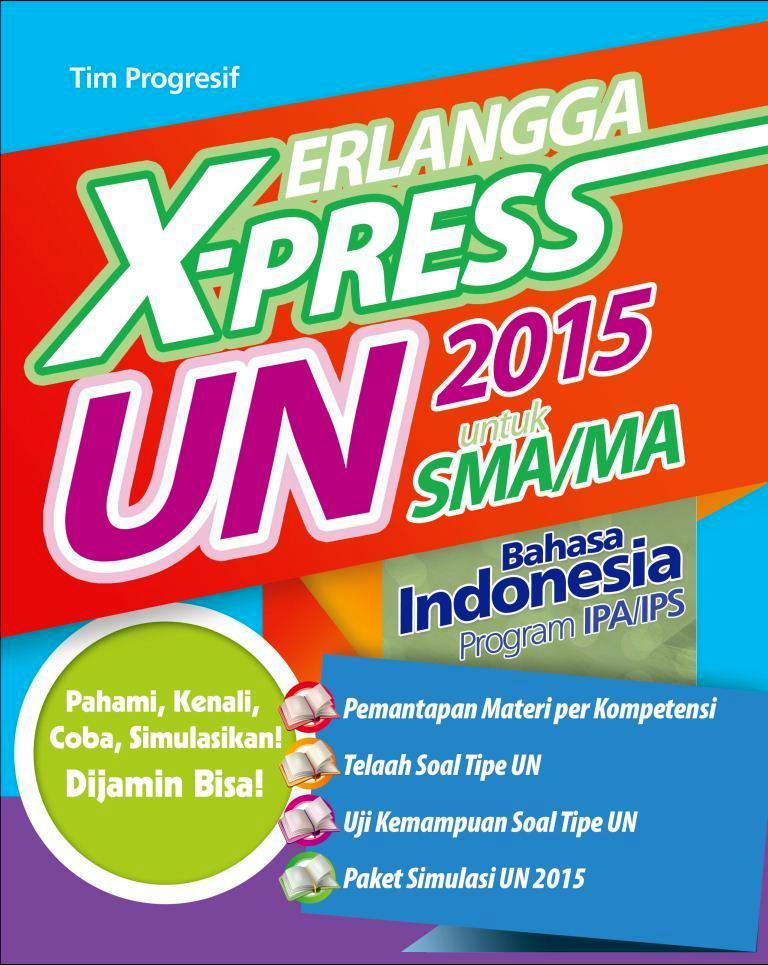 Tim Progresif
ERLANGGA
X-PRESS
UN 2015
untuk
SMA/MA
Bahasa
Indonesia
Program IPA/IPS
Pahami, Kenali,
Coba, Simulasikan!
Dijamin Bisa!
Pemantapan Materi per Kompetensi
Telaah Soal Tipe UN
Uji Kemampuan Soal Tipe UN
Paket Simulasi UN 2015